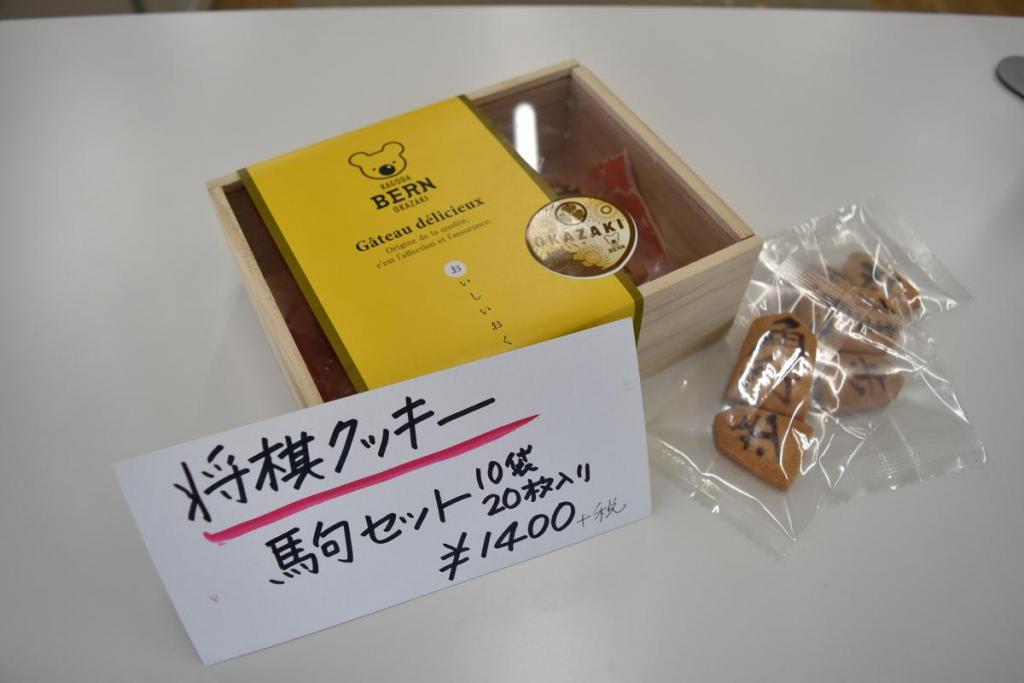 KAGODA
BERN
OKAZAKI
Gâteau délicieux
Origine de la qualité,
c'est l'affection et l'assurance.
おいしいおく
OKAZAKI
BERN
将棋クッキー
馬句セット
10袋
20枚入り
¥1400+税